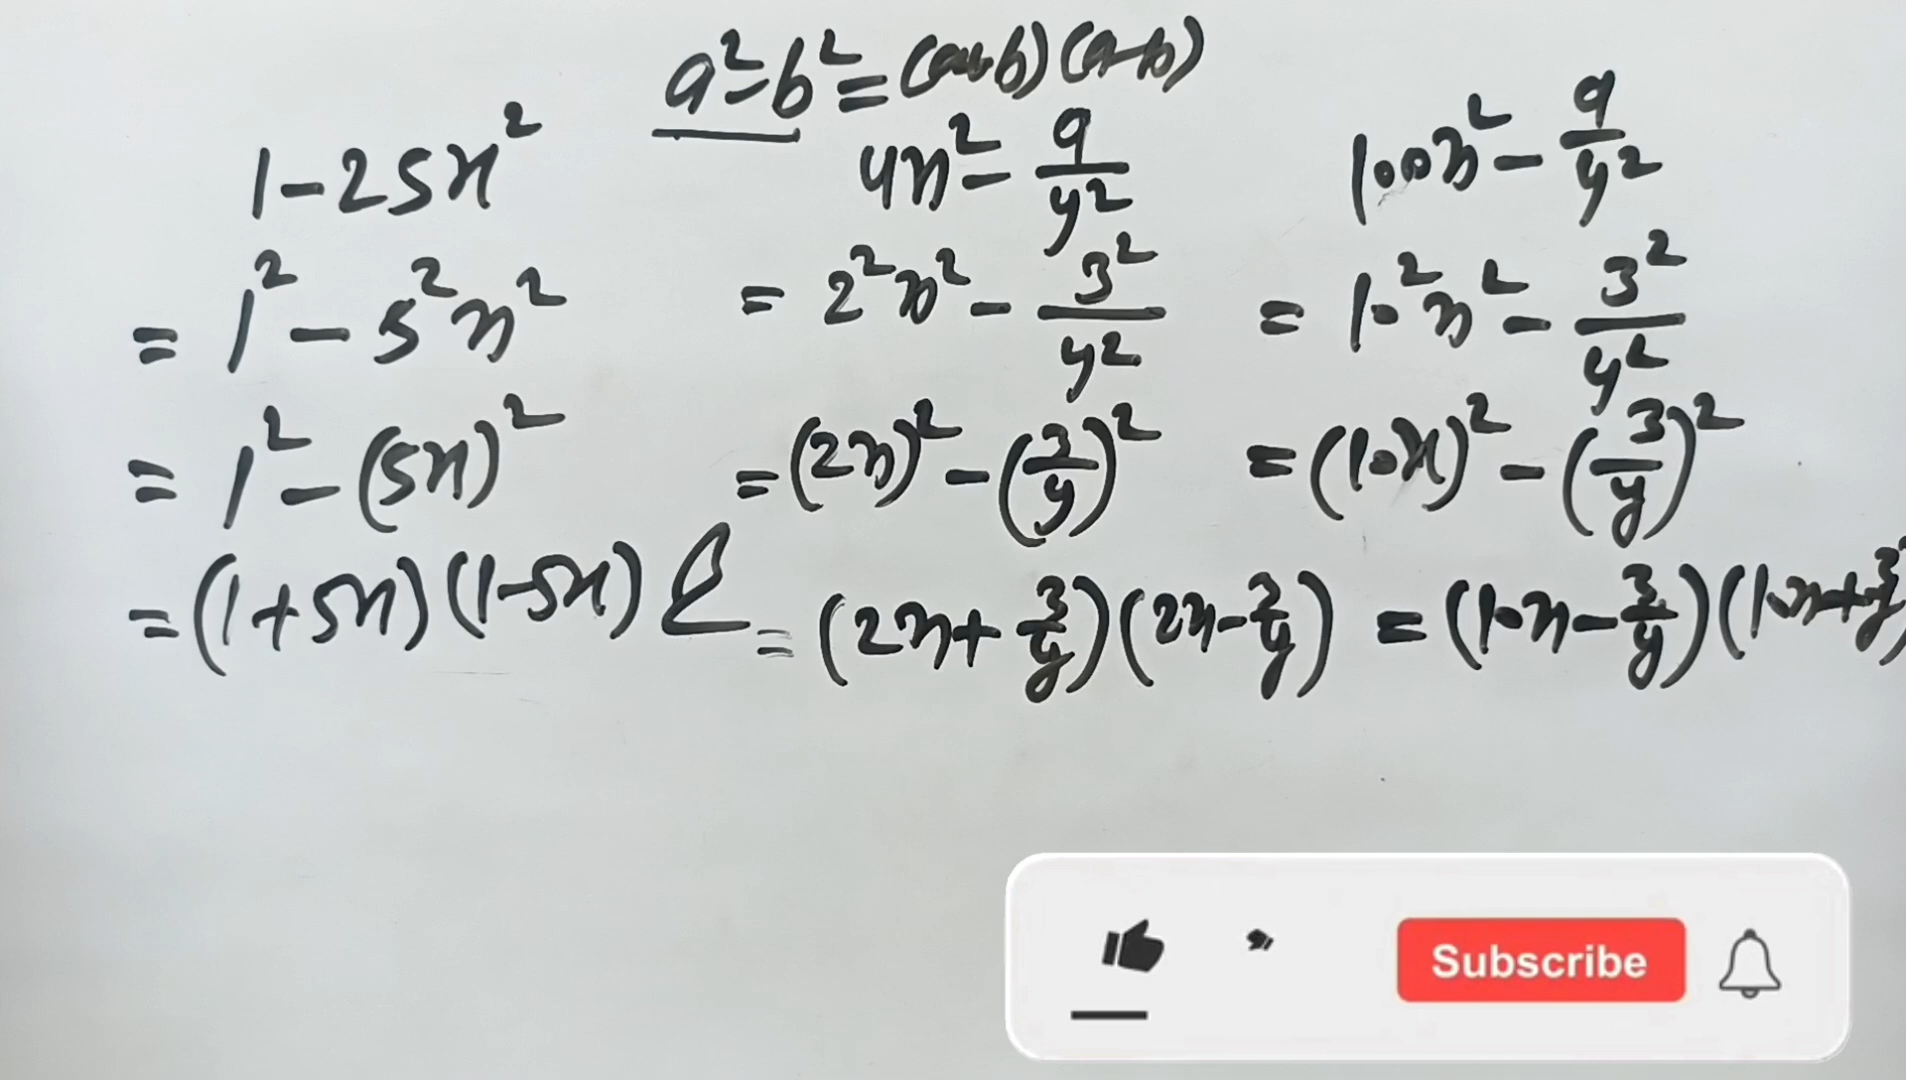 a²-b²=(a+b)(a-b)
1-25x²
= 1²-5²x²
= 1²-(5x)²
=(1+5x)(1-5x)
4x²-9/y²
= 2²x²-3²/y²
=(2x)²-(3/y)²
=(2x+3/y)(2x-3/y)
100x²-9/y²
= 10²x²-3²/y²
=(10x)²-(3/y)²
=(10x-3/y)(10x+3/y)
Subscribe